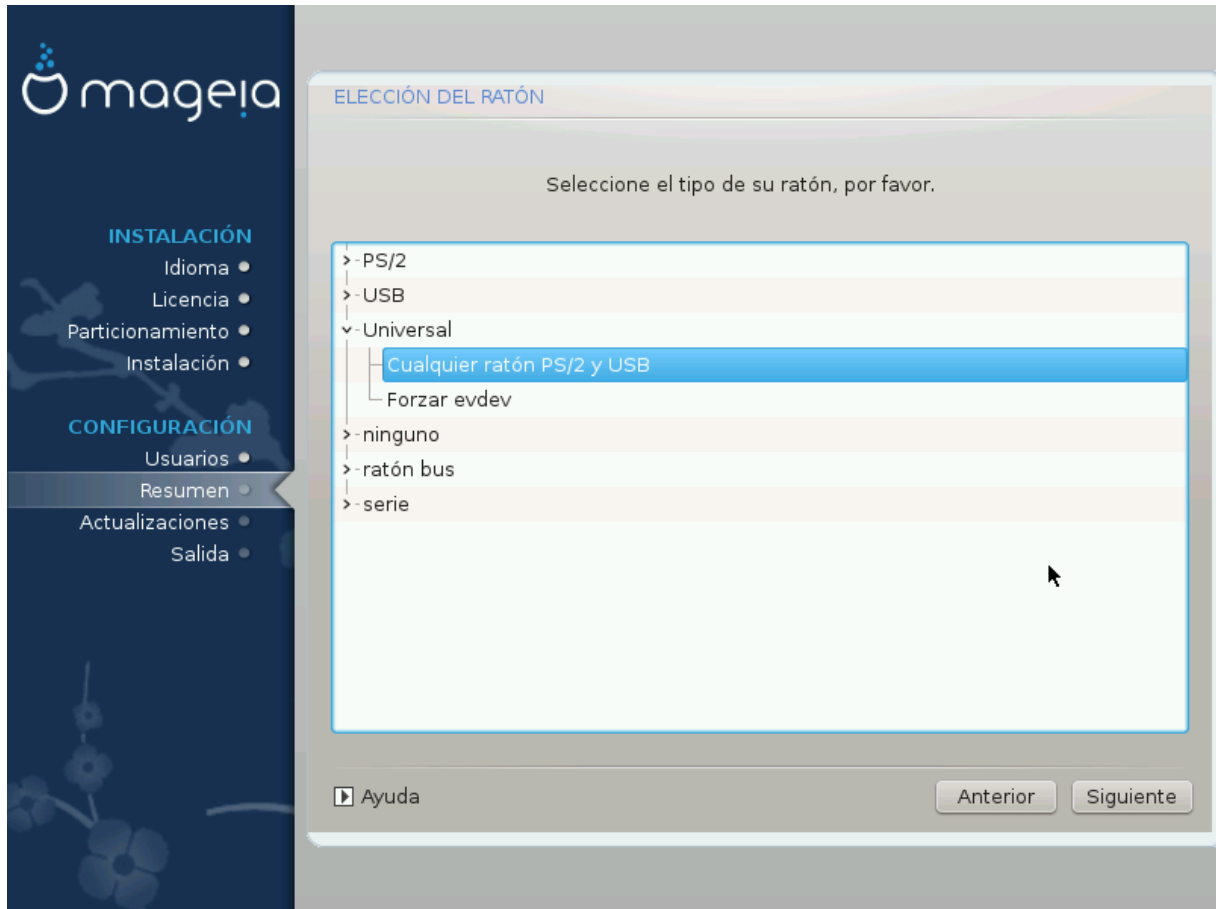 mageia
INSTALACIÓN
Idioma
Licencia
Particionamiento
Instalación
CONFIGURACIÓN
Usuarios
Resumen
Actualizaciones
Salida
ELECCIÓN DEL RATÓN
Seleccione el tipo de su ratón, por favor.
PS/2
USB
Universal
Cualquier ratón PS/2 y USB
Forzar evdev
ninguno
ratón bus
serie
Ayuda
Anterior
Siguiente